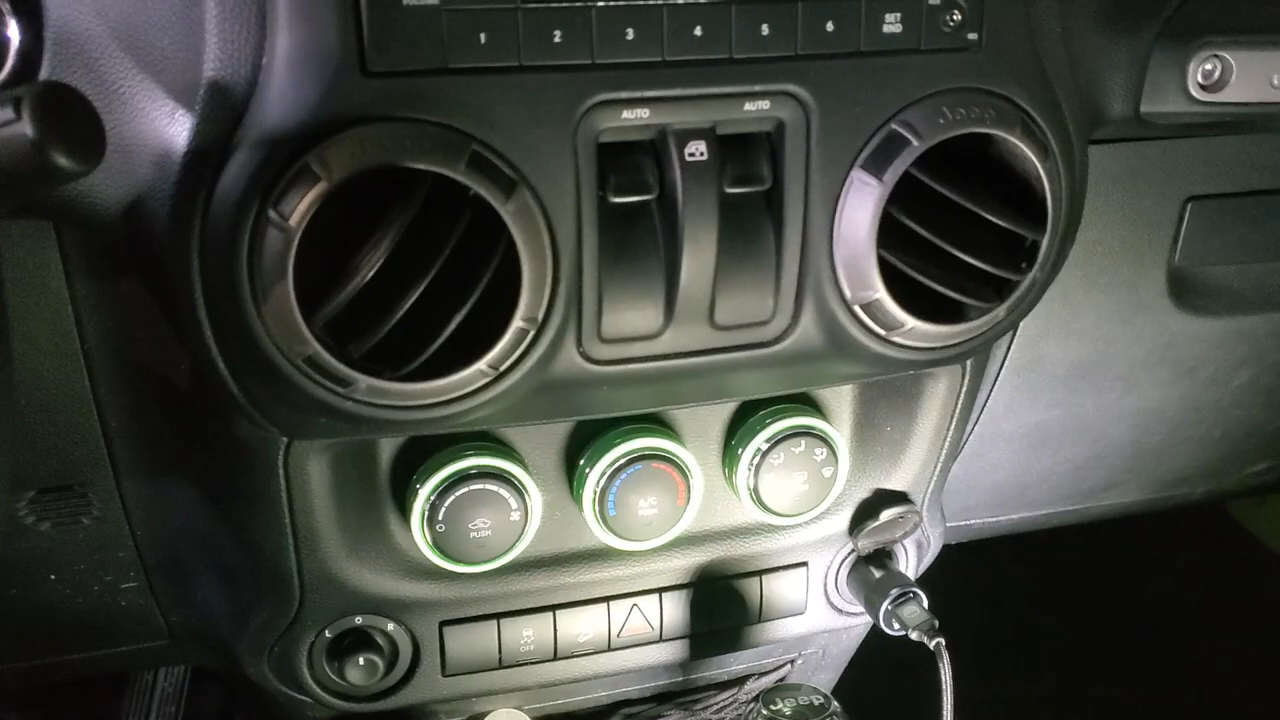 1 2 3 4 5 6 SET
RND
AUTO AUTO
Jeep
PUSH
A/C
PUSH
L O R
OFF
Jeep